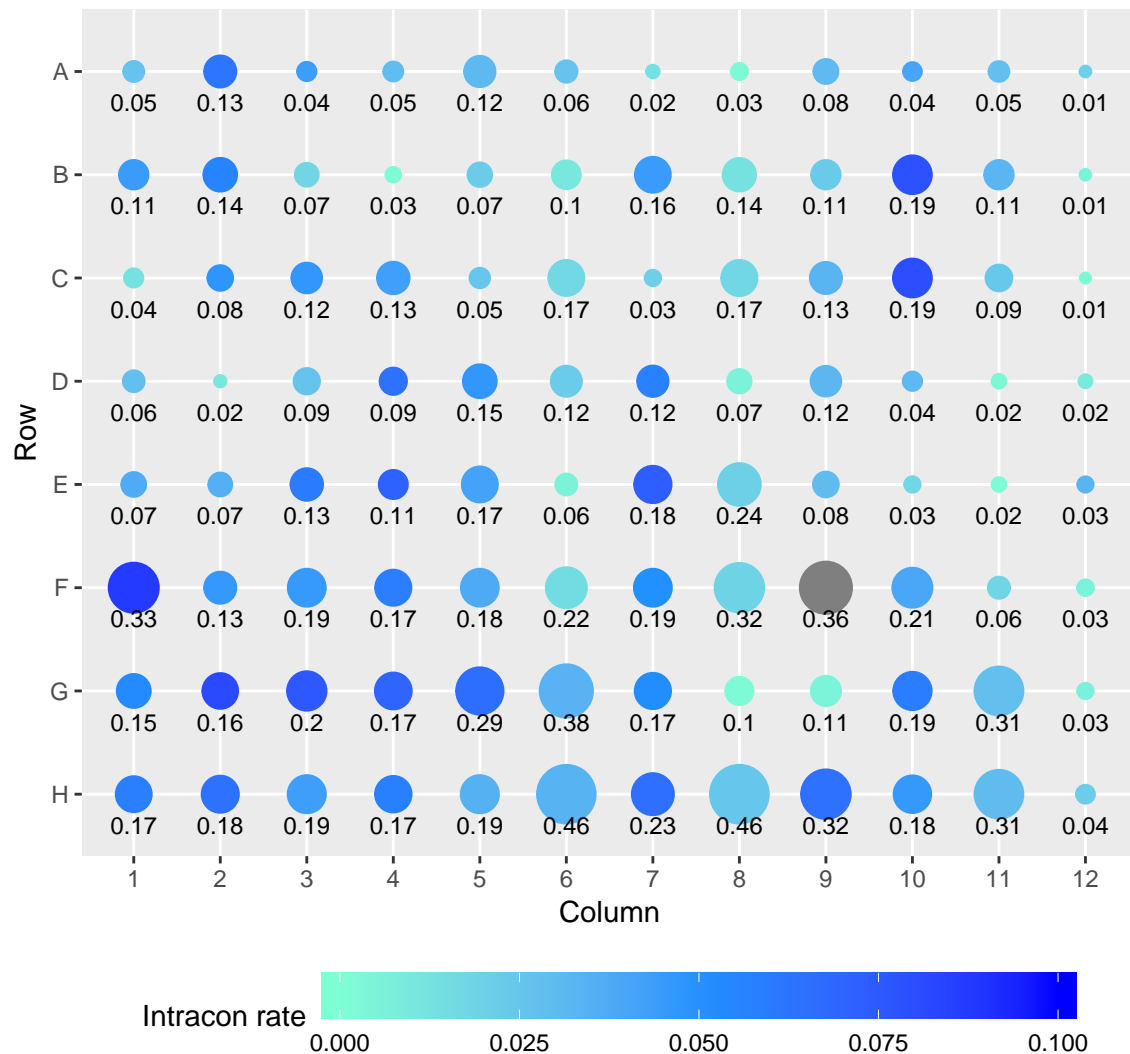 A
0.05 0.13 0.04 0.05 0.12 0.06 0.02 0.03 0.08 0.04 0.05 0.01
B
0.11 0.14 0.07 0.03 0.07 0.1 0.16 0.14 0.11 0.19 0.11 0.01
C
0.04 0.08 0.12 0.13 0.05 0.17 0.03 0.17 0.13 0.19 0.09 0.01
D
0.06 0.02 0.09 0.09 0.15 0.12 0.12 0.07 0.12 0.04 0.02 0.02
Row
E
0.07 0.07 0.13 0.11 0.17 0.06 0.18 0.24 0.08 0.03 0.02 0.03
F
0.33 0.13 0.19 0.17 0.18 0.22 0.19 0.32 0.36 0.21 0.06 0.03
G
0.15 0.16 0.2 0.17 0.29 0.38 0.17 0.1 0.11 0.19 0.31 0.03
H
0.17 0.18 0.19 0.17 0.19 0.46 0.23 0.46 0.32 0.18 0.31 0.04
1 2 3 4 5 6 7 8 9 10 11 12
Column
Intracon rate
0.000 0.025 0.050 0.075 0.100